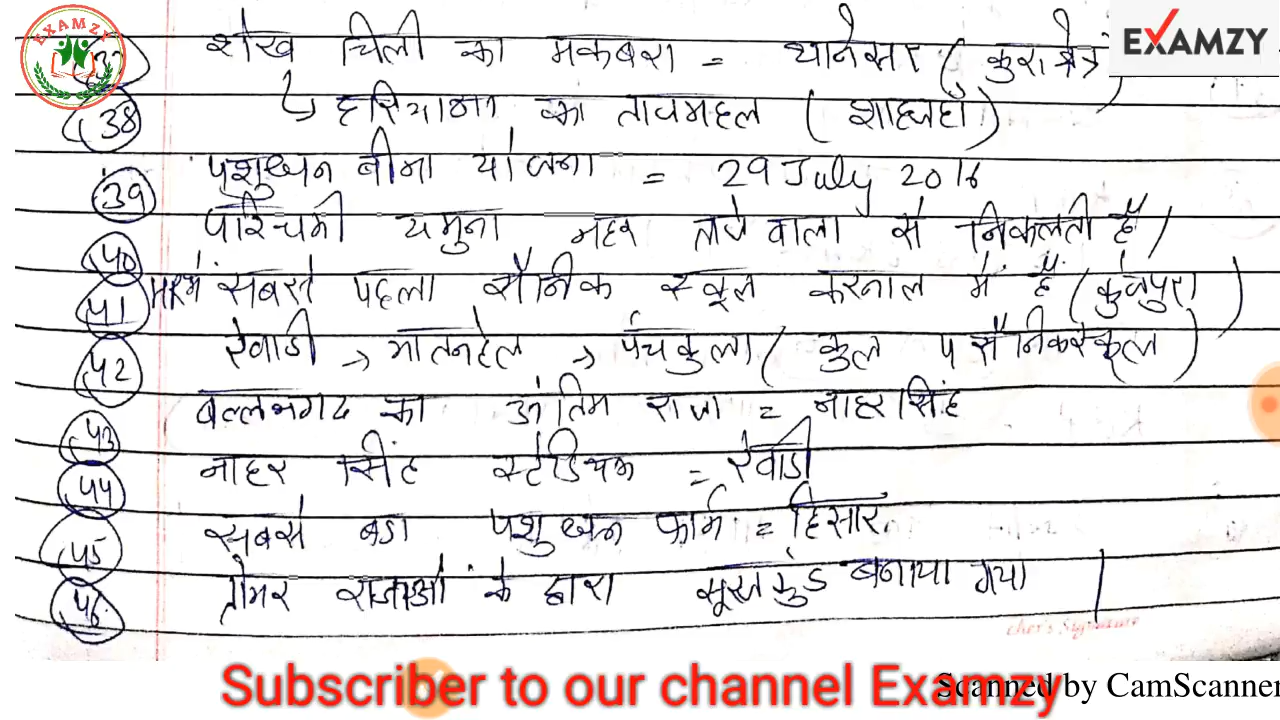 EXAMZY
EXAMZY
37 शेख चिली का मकबरा = थानेसार (कुरुक्षेत्र)
38 ↳ हरियाणा का ताजमहल (शाहजहाँ)
39 पशुधन बीमा योजना = 29 July 2016
40 पश्चिमी यमुना नहर ताजेवाला से निकलती है।
41 सबसे पहला सैनिक स्कूल करनाल में है (कुंजपुरा)
42 रेवाडी → मातनहेल → पंचकुला (कुल 4 सैनिक स्कूल)
43 बल्लभगढ का अंतिम राजा = नाहर सिंह
44 नाहर सिंह स्टेडियम = रेवाडी
45 सबसे बडा पशुधन फार्म = हिसार
46 तोमर राजाओं के द्वारा सूरजकुंड बनाया गया |
Subscriber to our channel Examzy
Scanned by CamScanner